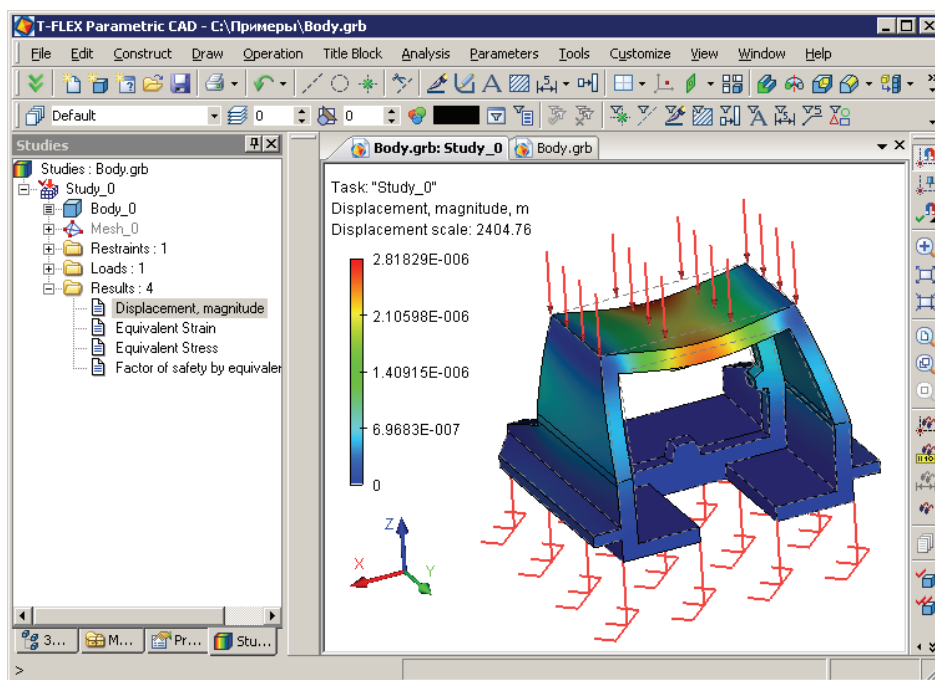 T-FLEX Parametric CAD - C:\Примеры\Body.grb
File Edit Construct Draw Operation Title Block Analysis Parameters Tools Customize View Window Help
Default 0 0
Studies
Body.grb: Study_0 Body.grb
Studies : Body.grb
Study_0
Body_0
Mesh_0
Restraints : 1
Loads : 1
Results : 4
Displacement, magnitude
Equivalent Strain
Equivalent Stress
Factor of safety by equivaler
Task: "Study_0"
Displacement, magnitude, m
Displacement scale: 2404.76
2.81829E-006
2.10598E-006
1.40915E-006
6.9683E-007
0
Z
X
Y
З... M... Pr... Stu...
>